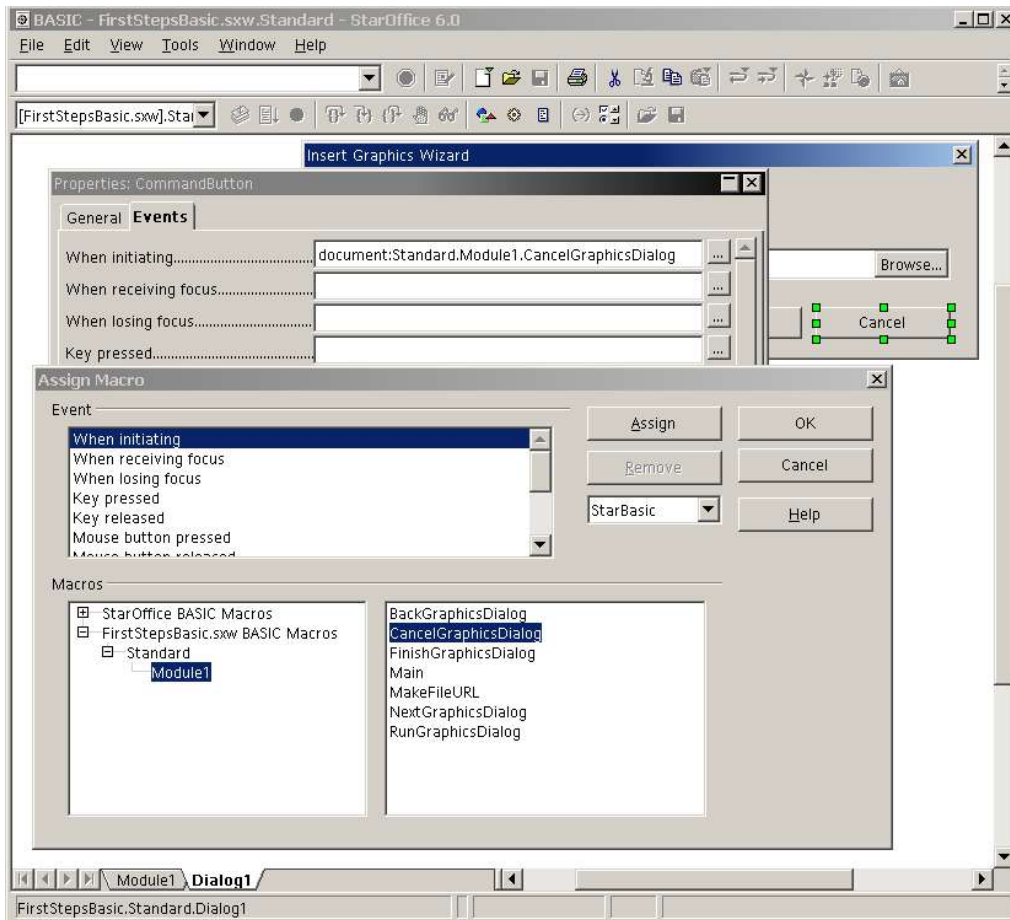 BASIC - FirstStepsBasic.sxw.Standard - StarOffice 6.0
File Edit View Tools Window Help
[FirstStepsBasic.sxw].Sta
Insert Graphics Wizard
Properties: CommandButton
General Events
When initiating document:Standard.Module1.CancelGraphicsDialog ...
When receiving focus ...
When losing focus ...
Key pressed ...
Browse...
Cancel
Assign Macro
Event
When initiating
When receiving focus
When losing focus
Key pressed
Key released
Mouse button pressed
Mouse button released
Assign
OK
Remove
Cancel
StarBasic
Help
Macros
StarOffice BASIC Macros
FirstStepsBasic.sxw BASIC Macros
Standard
Module1
BackGraphicsDialog
CancelGraphicsDialog
FinishGraphicsDialog
Main
MakeFileURL
NextGraphicsDialog
RunGraphicsDialog
Module1 Dialog1
FirstStepsBasic.Standard.Dialog1